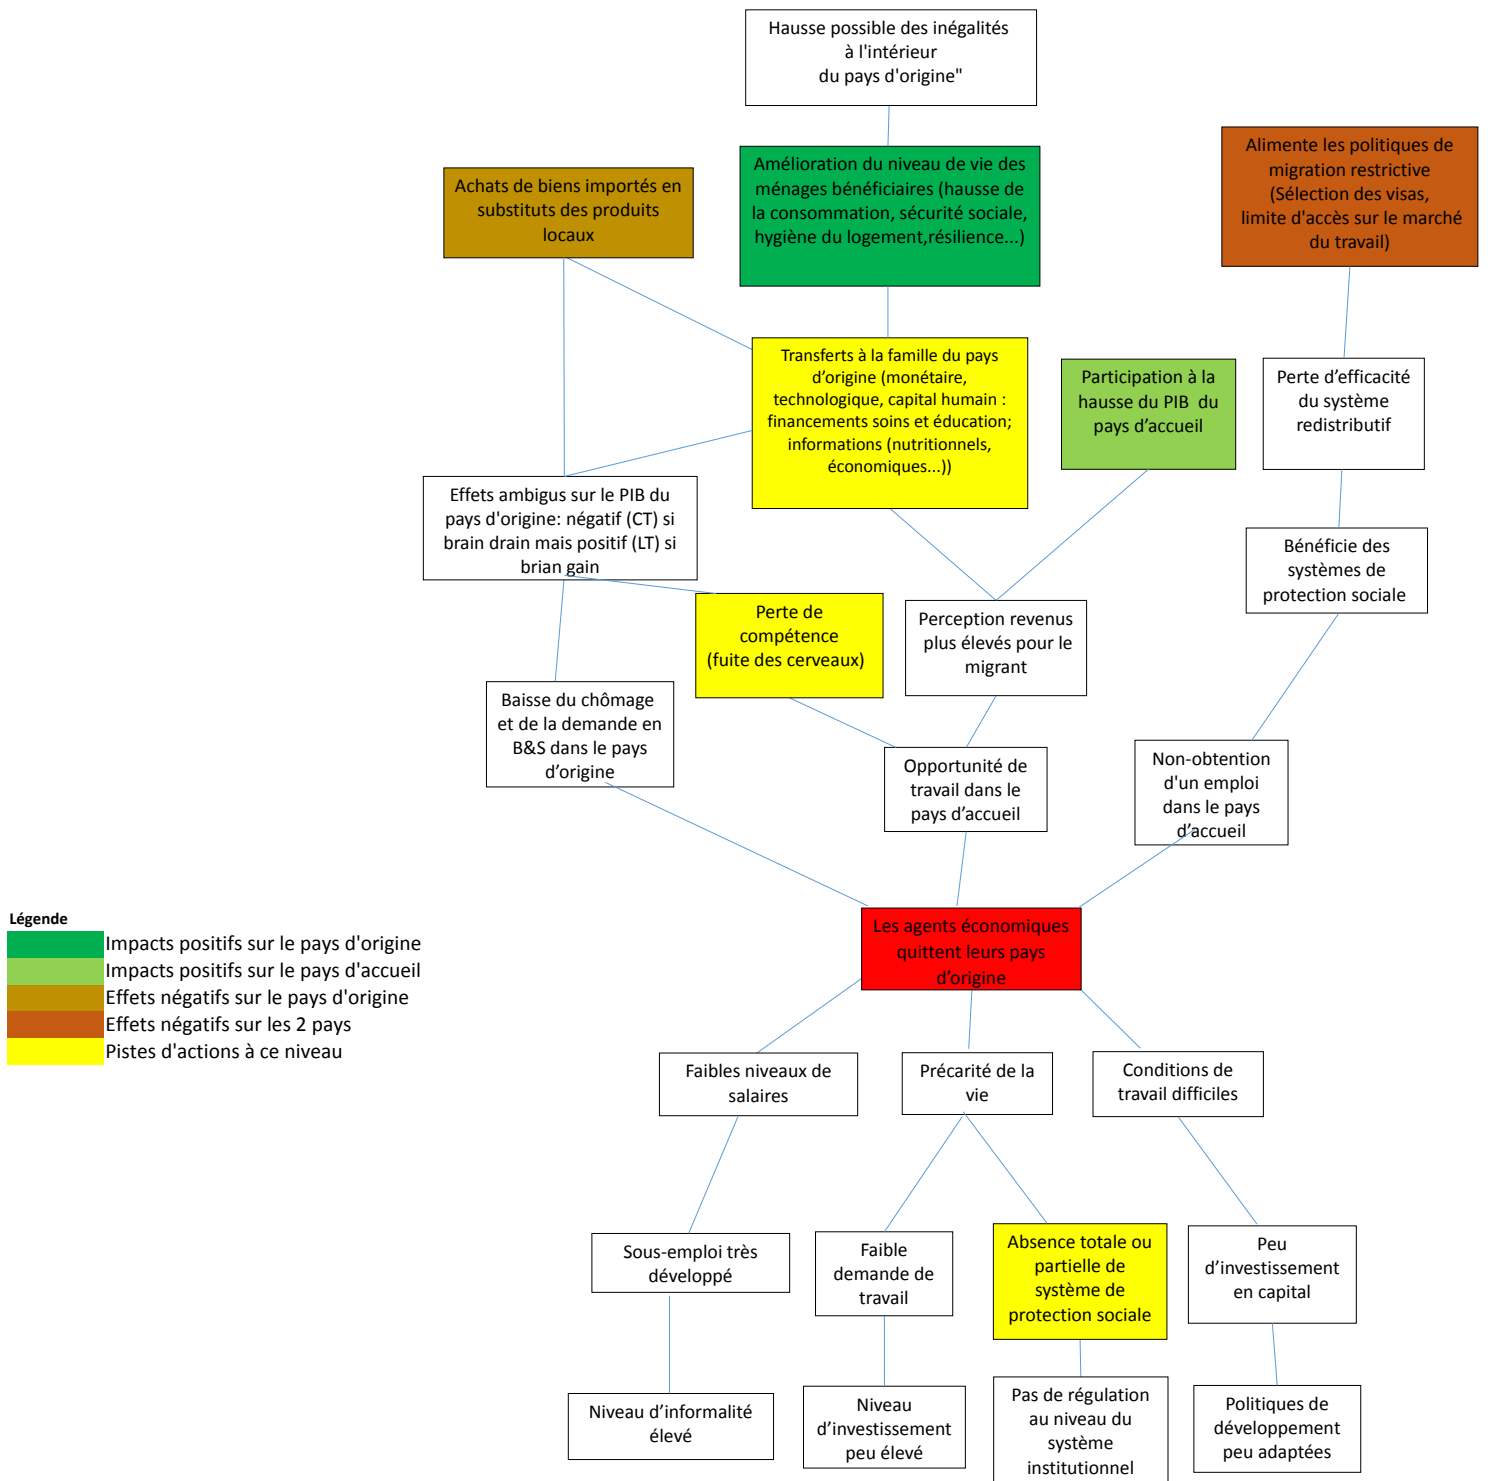 Hausse possible des inégalités
à l'intérieur
du pays d'origine"
Alimente les politiques de
migration restrictive
(Sélection des visas,
limite d'accès sur le marché
du travail)
Amélioration du niveau de vie des
ménages bénéficiaires (hausse de
la consommation, sécurité sociale,
hygiène du logement,résilience...)
Achats de biens importés en
substituts des produits
locaux
Transferts à la famille du pays
d’origine (monétaire,
technologique, capital humain :
financements soins et éducation;
informations (nutritionnels,
économiques...))
Participation à la
hausse du PIB  du
pays d’accueil
Perte d’efficacité
du système
redistributif
Effets ambigus sur le PIB du
pays d'origine: négatif (CT) si
brain drain mais positif (LT) si
brian gain
Bénéficie des
systèmes de
protection sociale
Perte de
compétence
(fuite des cerveaux)
Perception revenus
plus élevés pour le
migrant
Baisse du chômage
et de la demande en
B&S dans le pays
d’origine
Opportunité de
travail dans le
pays d’accueil
Non-obtention
d'un emploi
dans le pays
d’accueil
Les agents économiques
quittent leurs pays
d’origine
Légende
Impacts positifs sur le pays d'origine
Impacts positifs sur le pays d'accueil
Effets négatifs sur le pays d'origine
Effets négatifs sur les 2 pays
Pistes d'actions à ce niveau
Faibles niveaux de
salaires
Précarité de la
vie
Conditions de
travail difficiles
Sous-emploi très
développé
Faible
demande de
travail
Absence totale ou
partielle de
système de
protection sociale
Peu
d’investissement
en capital
Niveau d’informalité
élevé
Niveau
d’investissement
peu élevé
Pas de régulation
au niveau du
système
institutionnel
Politiques de
développement
peu adaptées